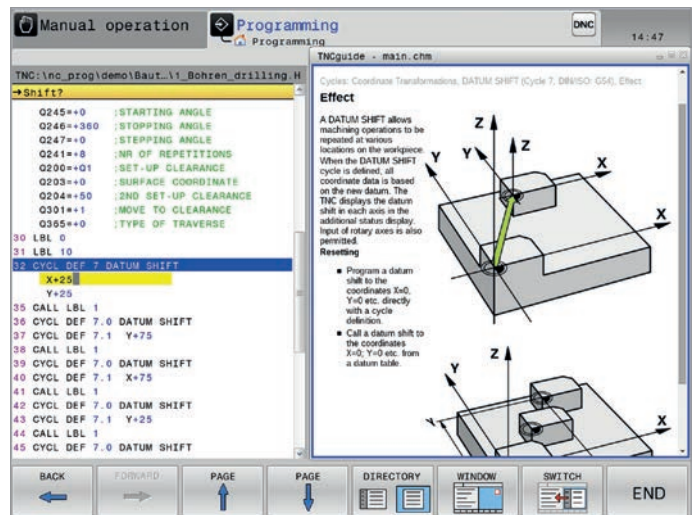 Manual operation
Programming
Programming
DNC
14:47
TNC:\nc_prog\demo\Baut…\1_Bohren_drilling.H
→Shift?
Q245=+0 ;STARTING ANGLE
Q246=+360 ;STOPPING ANGLE
Q247=+0 ;STEPPING ANGLE
Q241=+8 ;NR OF REPETITIONS
Q200=+Q1 ;SET-UP CLEARANCE
Q203=+0 ;SURFACE COORDINATE
Q204=+50 ;2ND SET-UP CLEARANCE
Q301=+1 ;MOVE TO CLEARANCE
Q365=+0 ;TYPE OF TRAVERSE
30 LBL 0
31 LBL 10
32 CYCL DEF 7 DATUM SHIFT
X+25
Y+25
35 CALL LBL 1
36 CYCL DEF 7.0 DATUM SHIFT
37 CYCL DEF 7.1 Y+75
38 CALL LBL 1
39 CYCL DEF 7.0 DATUM SHIFT
40 CYCL DEF 7.1 X+75
41 CALL LBL 1
42 CYCL DEF 7.0 DATUM SHIFT
43 CYCL DEF 7.1 Y+25
44 CALL LBL 1
45 CYCL DEF 7.0 DATUM SHIFT
TNCguide - main.chm
Cycles: Coordinate Transformations, DATUM SHIFT (Cycle 7, DIN/ISO: G54), Effect
Effect
A DATUM SHIFT allows
machining operations to be
repeated at various
locations on the workpiece.
When the DATUM SHIFT
cycle is defined, all
coordinate data is based
on the new datum. The
TNC displays the datum
shift in each axis in the
additional status display.
Input of rotary axes is also
permitted.
Resetting
■ Program a datum
shift to the
coordinates X=0,
Y=0 etc. directly
with a cycle
definition.
■ Call a datum shift to
the coordinates
X=0; Y=0 etc. from
a datum table.
Z
Z
Y
Y
X
X
Z
Y
X
BACK
FORWARD
PAGE
PAGE
DIRECTORY
WINDOW
SWITCH
END